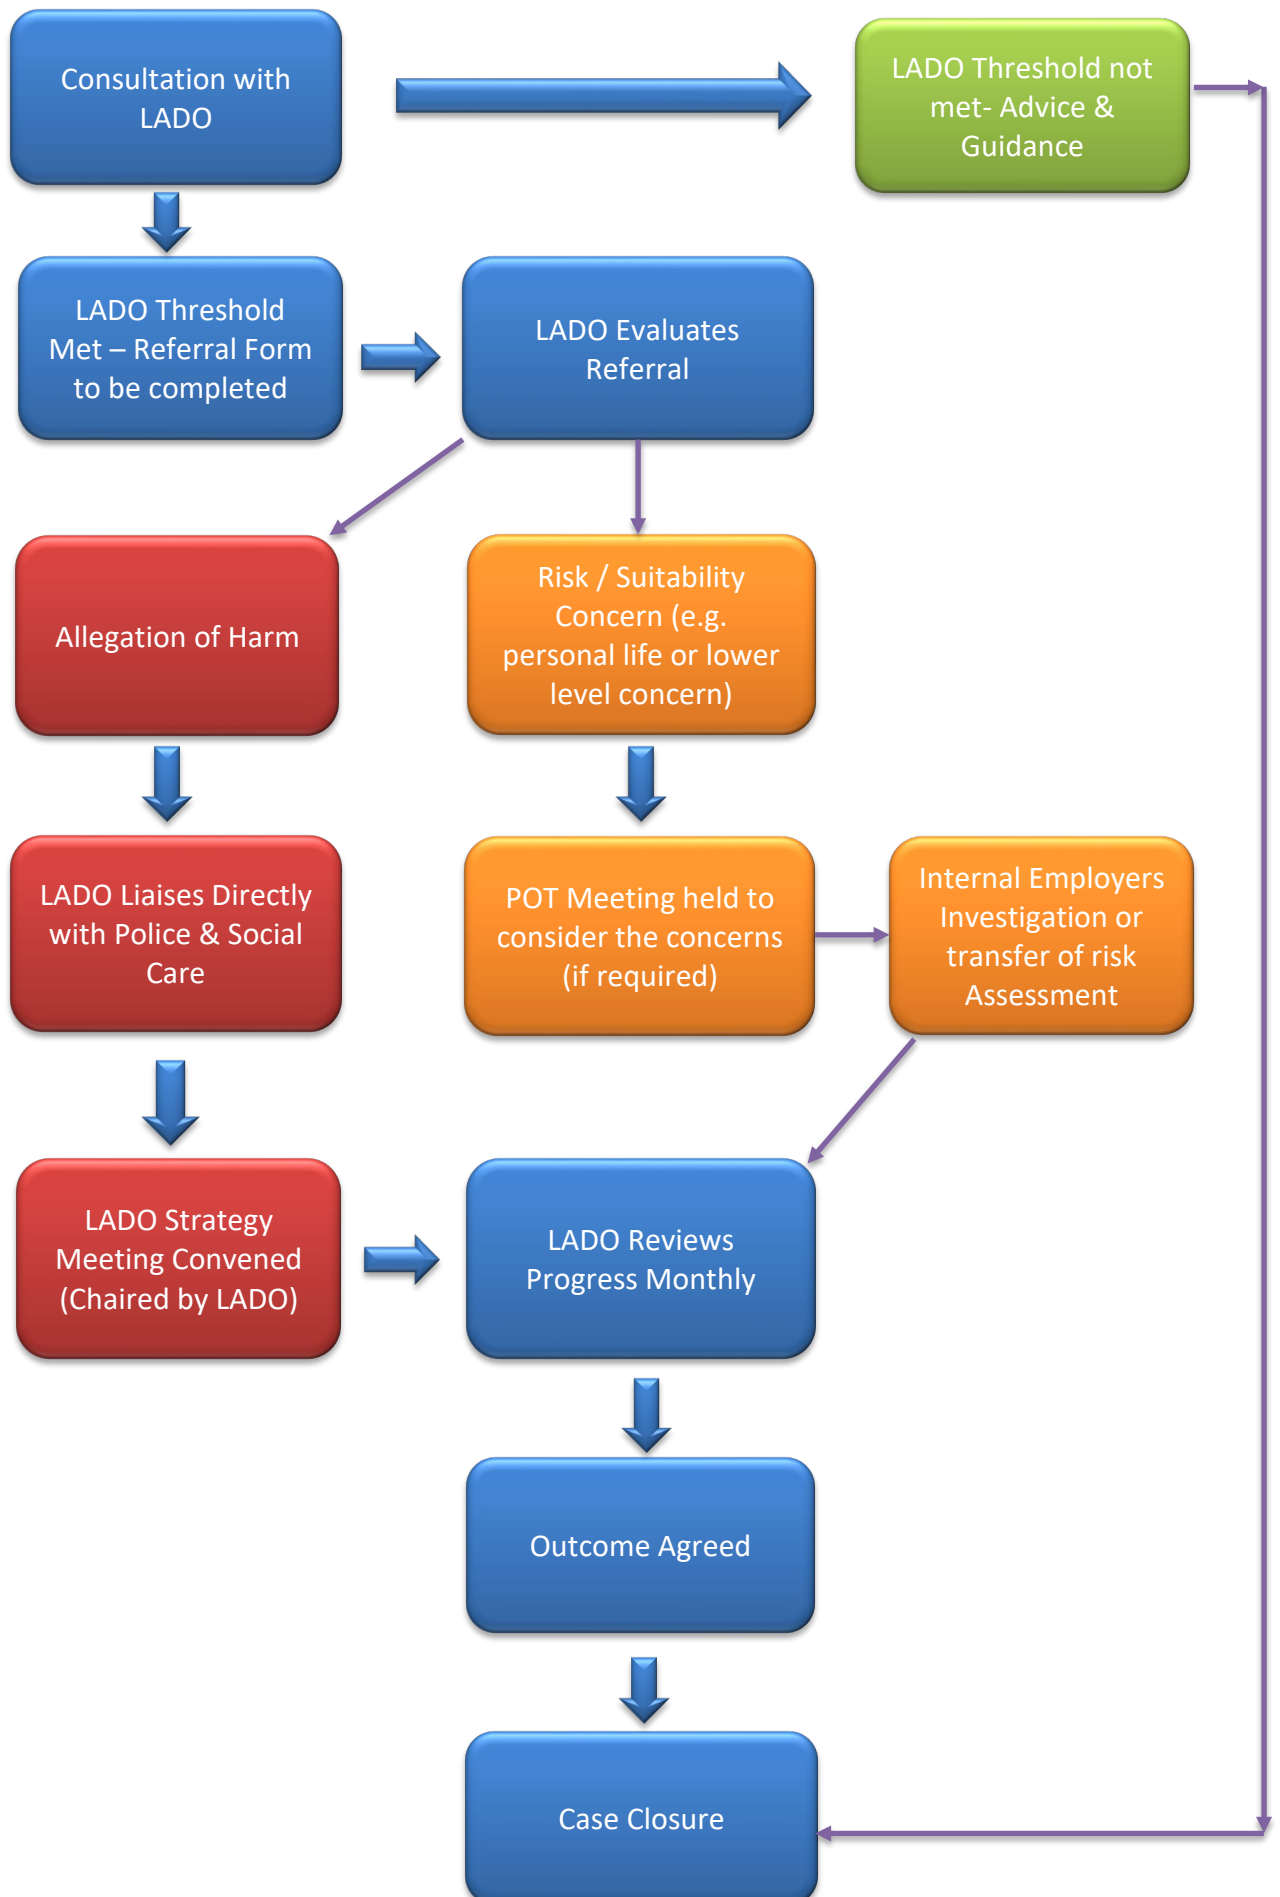 Consultation with
LADO
LADO Threshold not
met- Advice &
Guidance
LADO Threshold
Met – Referral Form
to be completed
LADO Evaluates
Referral
Allegation of Harm
Risk / Suitability
Concern (e.g.
personal life or lower
level concern)
LADO Liaises Directly
with Police & Social
Care
POT Meeting held to
consider the concerns
(if required)
Internal Employers
Investigation or
transfer of risk
Assessment
LADO Strategy
Meeting Convened
(Chaired by LADO)
LADO Reviews
Progress Monthly
Outcome Agreed
Case Closure